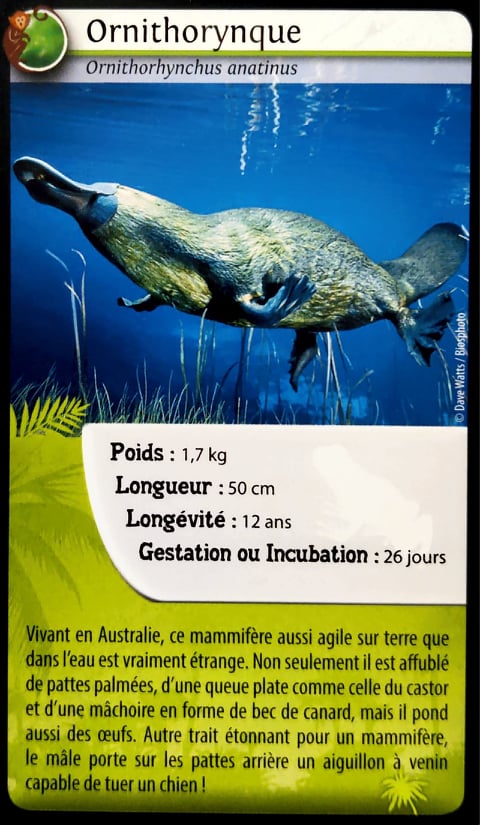 Ornithorynque
Ornithorhynchus anatinus
© Dave Watts / Biosphoto
Poids : 1,7 kg
Longueur : 50 cm
Longévité : 12 ans
Gestation ou Incubation : 26 jours
Vivant en Australie, ce mammifère aussi agile sur terre que
dans l'eau est vraiment étrange. Non seulement il est affublé
de pattes palmées, d'une queue plate comme celle du castor
et d'une mâchoire en forme de bec de canard, mais il pond
aussi des œufs. Autre trait étonnant pour un mammifère,
le mâle porte sur les pattes arrière un aiguillon à venin
capable de tuer un chien !